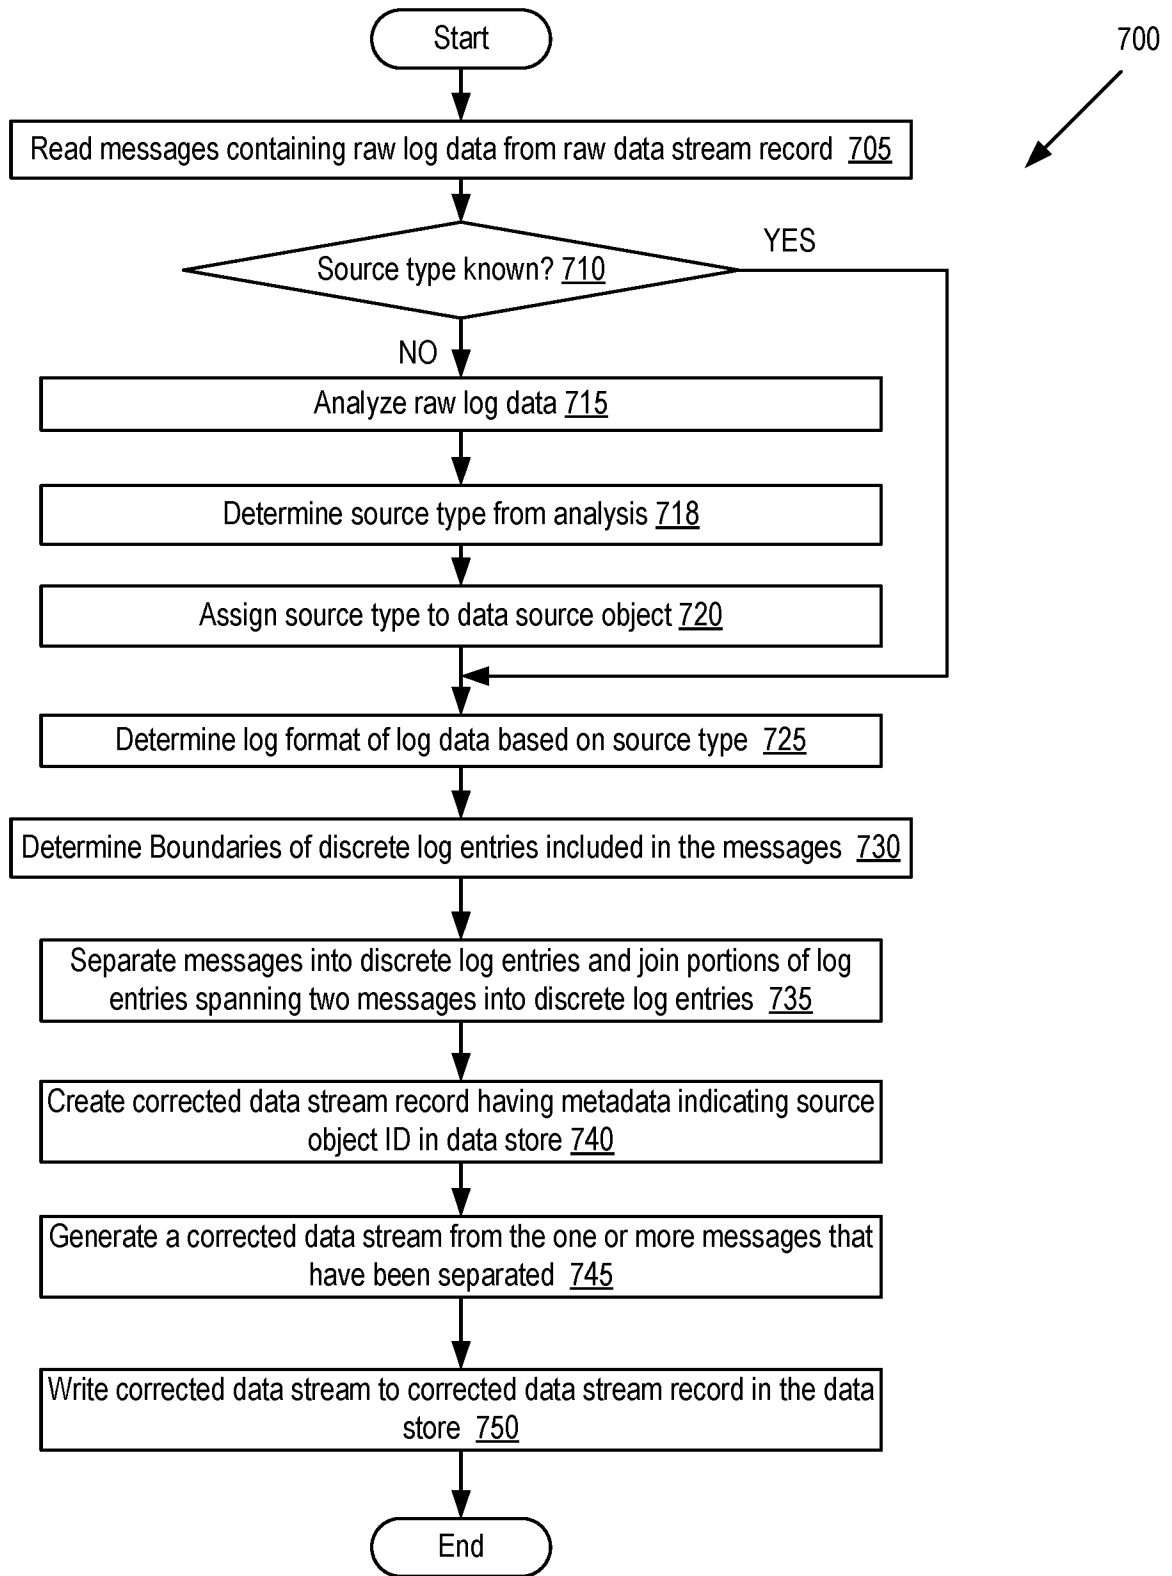 Start
700
Read messages containing raw log data from raw data stream record 705
YES
Source type known? 710
NO
Analyze raw log data 715
Determine source type from analysis 718
Assign source type to data source object 720
Determine log format of log data based on source type 725
Determine Boundaries of discrete log entries included in the messages 730
Separate messages into discrete log entries and join portions of log
entries spanning two messages into discrete log entries 735
Create corrected data stream record having metadata indicating source
object ID in data store 740
Generate a corrected data stream from the one or more messages that
have been separated 745
Write corrected data stream to corrected data stream record in the data
store 750
End